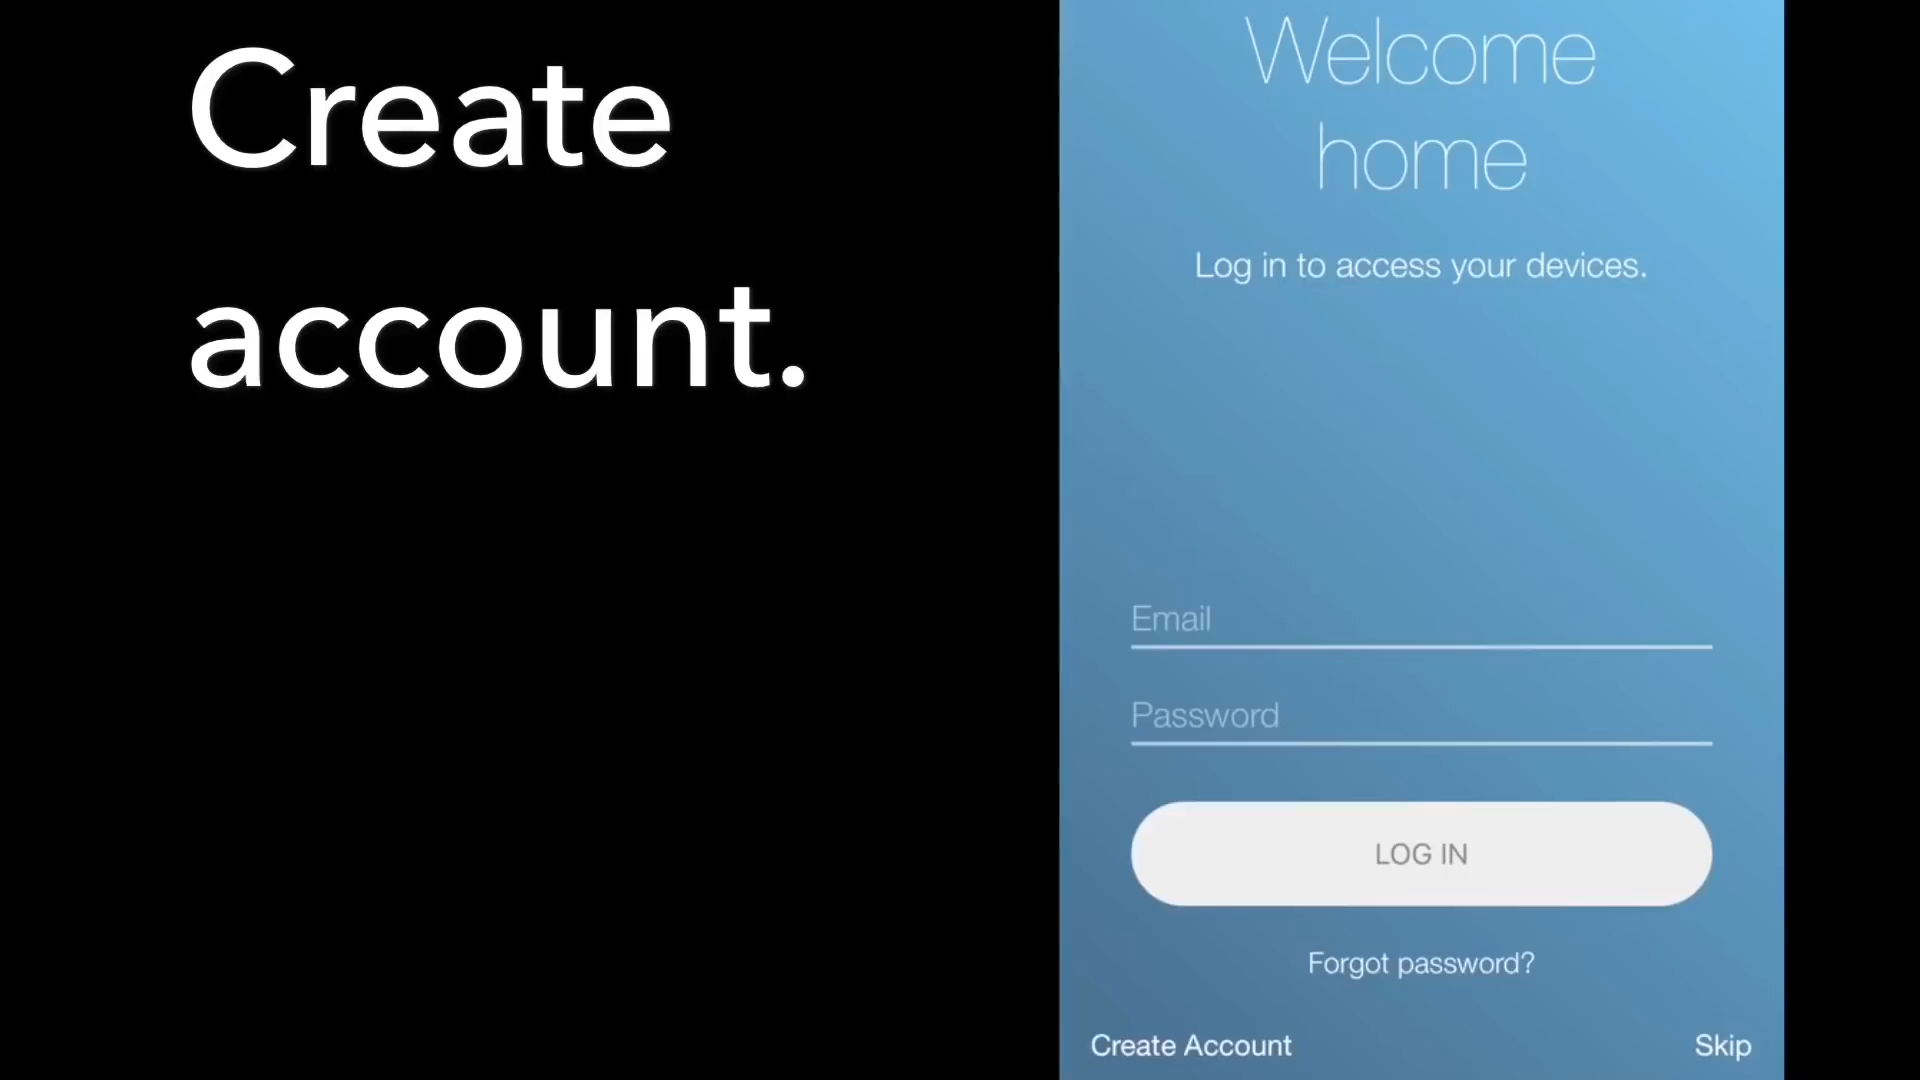 Create
account.
Welcome
home
Log in to access your devices.
Email
Password
LOG IN
Forgot password?
Create Account
Skip